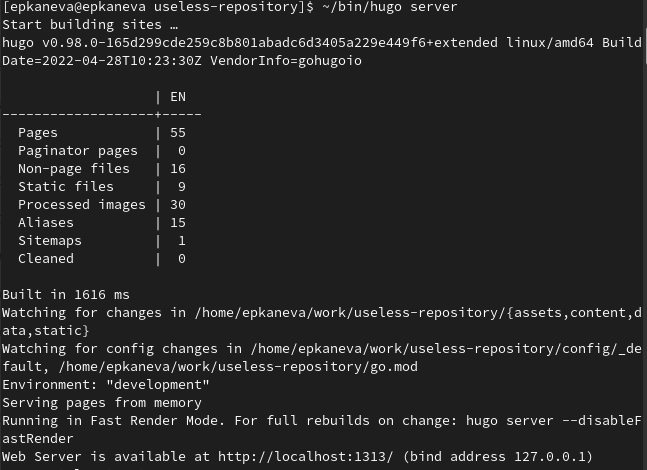 [epkaneva@epkaneva useless-repository]$ ~/bin/hugo server
Start building sites …
hugo v0.98.0-165d299cde259c8b801abadc6d3405a229e449f6+extended linux/amd64 Build
Date=2022-04-28T10:23:30Z VendorInfo=gohugoio
                   | EN
-------------------+-----
  Pages            | 55
  Paginator pages  |  0
  Non-page files   | 16
  Static files     |  9
  Processed images | 30
  Aliases          | 15
  Sitemaps         |  1
  Cleaned          |  0
Built in 1616 ms
Watching for changes in /home/epkaneva/work/useless-repository/{assets,content,d
ata,static}
Watching for config changes in /home/epkaneva/work/useless-repository/config/_de
fault, /home/epkaneva/work/useless-repository/go.mod
Environment: "development"
Serving pages from memory
Running in Fast Render Mode. For full rebuilds on change: hugo server --disableF
astRender
Web Server is available at http://localhost:1313/ (bind address 127.0.0.1)